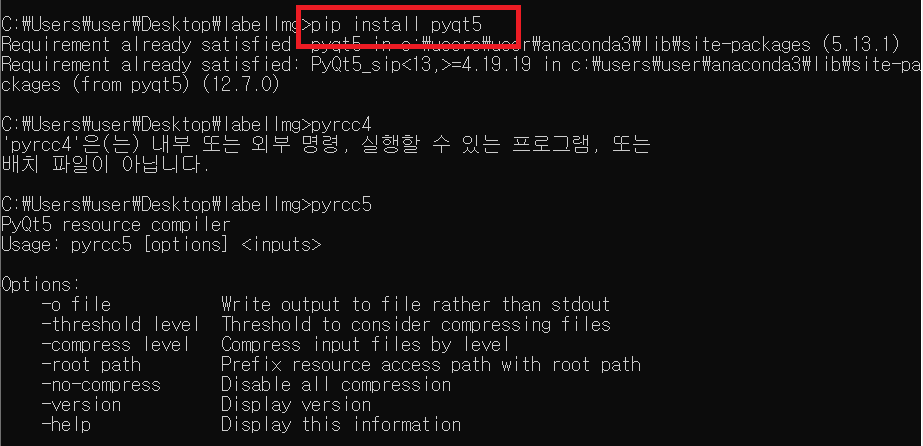 C:₩Users₩user₩Desktop₩labelImg>pip install pyqt5
Requirement already satisfied: pyqt5 in c:₩users₩user₩anaconda3₩lib₩site-packages (5.13.1)
Requirement already satisfied: PyQt5_sip<13,>=4.19.19 in c:₩users₩user₩anaconda3₩lib₩site-pa
ckages (from pyqt5) (12.7.0)
C:₩Users₩user₩Desktop₩labelImg>pyrcc4
'pyrcc4'은(는) 내부 또는 외부 명령, 실행할 수 있는 프로그램, 또는
배치 파일이 아닙니다.
C:₩Users₩user₩Desktop₩labelImg>pyrcc5
PyQt5 resource compiler
Usage: pyrcc5 [options] <inputs>
Options:
-o file Write output to file rather than stdout
-threshold level Threshold to consider compressing files
-compress level Compress input files by level
-root path Prefix resource access path with root path
-no-compress Disable all compression
-version Display version
-help Display this information